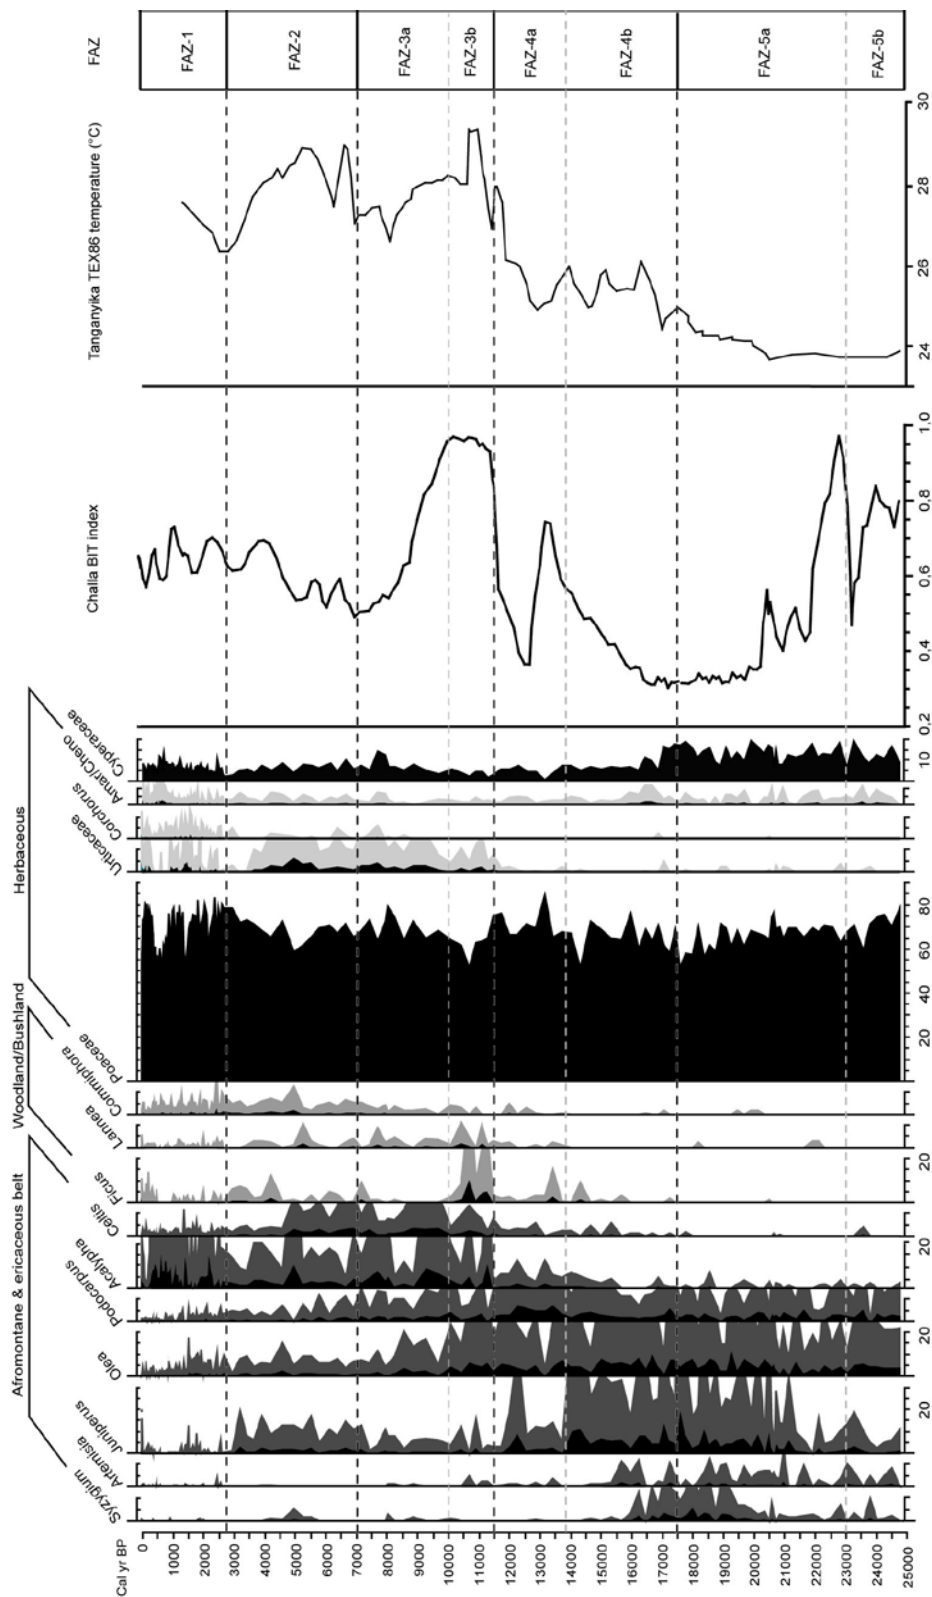 Afromontane & ericaceous belt
Woodland/Bushland
Herbaceous
Cal yr BP
Syzygium
Artemisia
Juniperus
Olea
Podocarpus
Acalypha
Celtis
Ficus
Lannea
Commiphora
Poaceae
Urticaceae
Corchorus
Amar/Cheno
Cyperaceae
Challa BIT index
Tanganyika TEX86 temperature (°C)
FAZ
0
1000
2000
3000
4000
5000
6000
7000
8000
9000
10000
11000
12000
13000
14000
15000
16000
17000
18000
19000
20000
21000
22000
23000
24000
25000
20
20
20
20
20 40 60 80
10
0,2 0,4 0,6 0,8 1,0
24 26 28 30
FAZ-1
FAZ-2
FAZ-3a
FAZ-3b
FAZ-4a
FAZ-4b
FAZ-5a
FAZ-5b